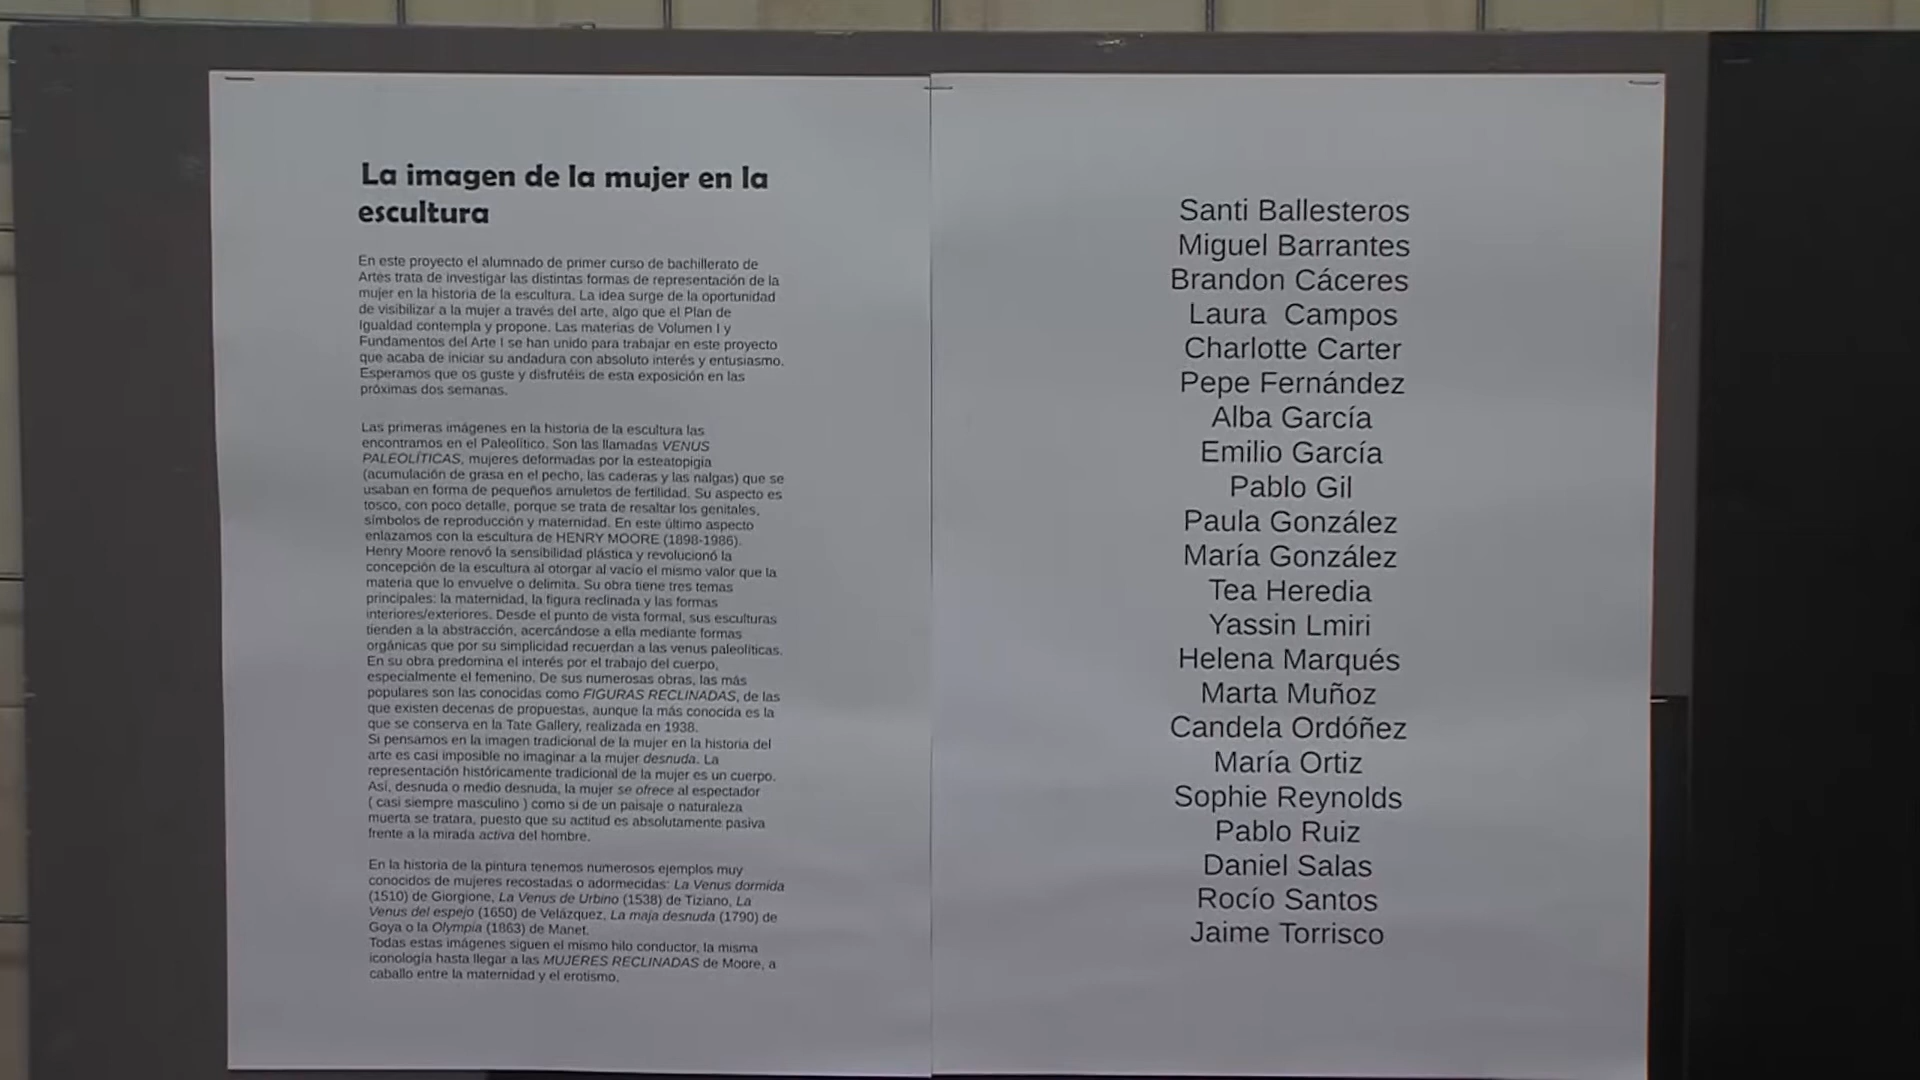 La imagen de la mujer en la
escultura
En este proyecto el alumnado de primer curso de bachillerato de
Artes trata de investigar las distintas formas de representación de la
mujer en la historia de la escultura. La idea surge de la oportunidad
de visibilizar a la mujer a través del arte, algo que el Plan de
Igualdad contempla y propone. Las materias de Volumen I y
Fundamentos del Arte I se han unido para trabajar en este proyecto
que acaba de iniciar su andadura con absoluto interés y entusiasmo.
Esperamos que os guste y disfrutéis de esta exposición en las
próximas dos semanas.
Las primeras imágenes en la historia de la escultura las
encontramos en el Paleolítico. Son las llamadas VENUS
PALEOLÍTICAS, mujeres deformadas por la esteatopigia
(acumulación de grasa en el pecho, las caderas y las nalgas) que se
usaban en forma de pequeños amuletos de fertilidad. Su aspecto es
tosco, con poco detalle, porque se trata de resaltar los genitales,
símbolos de reproducción y maternidad. En este último aspecto
enlazamos con la escultura de HENRY MOORE (1898-1986).
Henry Moore renovó la sensibilidad plástica y revolucionó la
concepción de la escultura al otorgar al vacío el mismo valor que la
materia que lo envuelve o delimita. Su obra tiene tres temas
principales: la maternidad, la figura reclinada y las formas
interiores/exteriores. Desde el punto de vista formal, sus esculturas
tienden a la abstracción, acercándose a ella mediante formas
orgánicas que por su simplicidad recuerdan a las venus paleolíticas.
En su obra predomina el interés por el trabajo del cuerpo,
especialmente el femenino. De sus numerosas obras, las más
populares son las conocidas como FIGURAS RECLINADAS, de las
que existen decenas de propuestas, aunque la más conocida es la
que se conserva en la Tate Gallery, realizada en 1938.
Si pensamos en la imagen tradicional de la mujer en la historia del
arte es casi imposible no imaginar a la mujer desnuda. La
representación históricamente tradicional de la mujer es un cuerpo.
Así, desnuda o medio desnuda, la mujer se ofrece al espectador
( casi siempre masculino ) como si de un paisaje o naturaleza
muerta se tratara, puesto que su actitud es absolutamente pasiva
frente a la mirada activa del hombre.
En la historia de la pintura tenemos numerosos ejemplos muy
conocidos de mujeres recostadas o adormecidas: La Venus dormida
(1510) de Giorgione, La Venus de Urbino (1538) de Tiziano, La
Venus del espejo (1650) de Velázquez, La maja desnuda (1790) de
Goya o la Olympia (1863) de Manet.
Todas estas imágenes siguen el mismo hilo conductor, la misma
iconología hasta llegar a las MUJERES RECLINADAS de Moore, a
caballo entre la maternidad y el erotismo.
Santi Ballesteros
Miguel Barrantes
Brandon Cáceres
Laura  Campos
Charlotte Carter
Pepe Fernández
Alba García
Emilio García
Pablo Gil
Paula González
María González
Tea Heredia
Yassin Lmiri
Helena Marqués
Marta Muñoz
Candela Ordóñez
María Ortiz
Sophie Reynolds
Pablo Ruiz
Daniel Salas
Rocío Santos
Jaime Torrisco